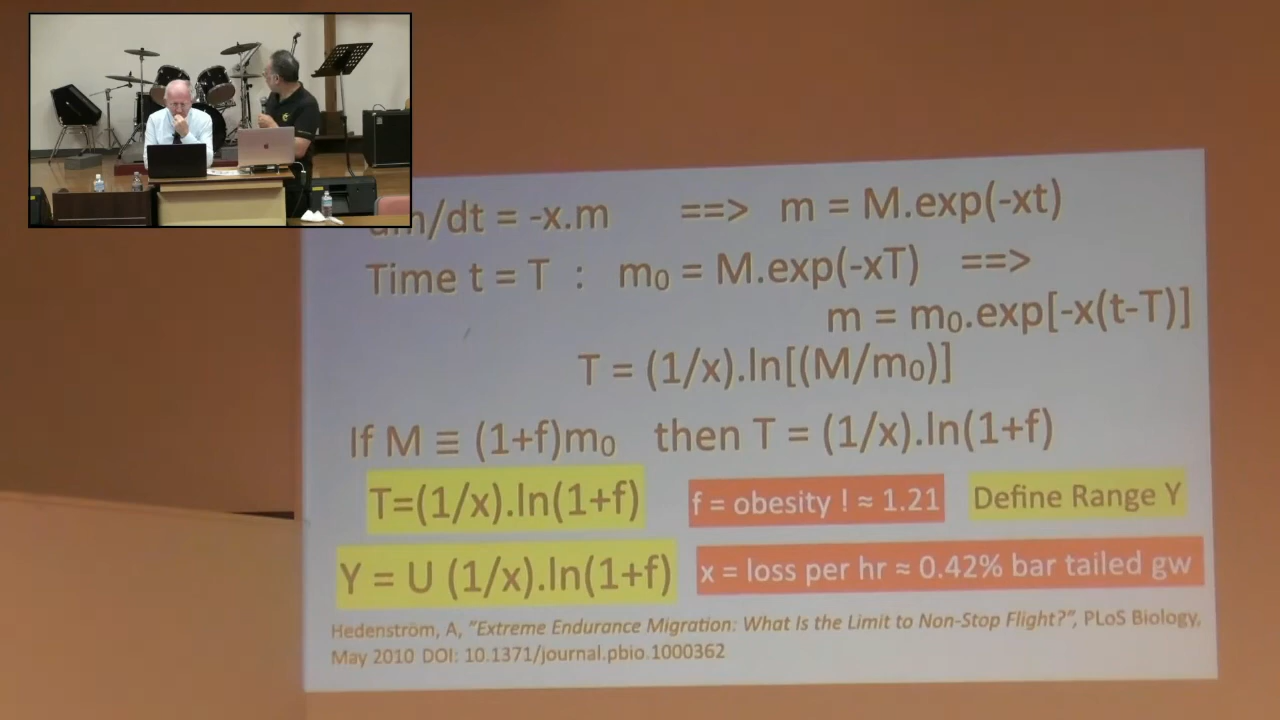 dm/dt = -x.m ==> m = M.exp(-xt)
Time t = T : m₀ = M.exp(-xT) ==>
m = m₀.exp[-x(t-T)]
T = (1/x).ln[(M/m₀)]
If M ≡ (1+f)m₀ then T = (1/x).ln(1+f)
T=(1/x).ln(1+f) f = obesity ! ≈ 1.21 Define Range Y
Y = U (1/x).ln(1+f) x = loss per hr ≈ 0.42% bar tailed gw
Hedenström, A, "Extreme Endurance Migration: What Is the Limit to Non-Stop Flight?", PLoS Biology,
May 2010 DOI: 10.1371/journal.pbio.1000362